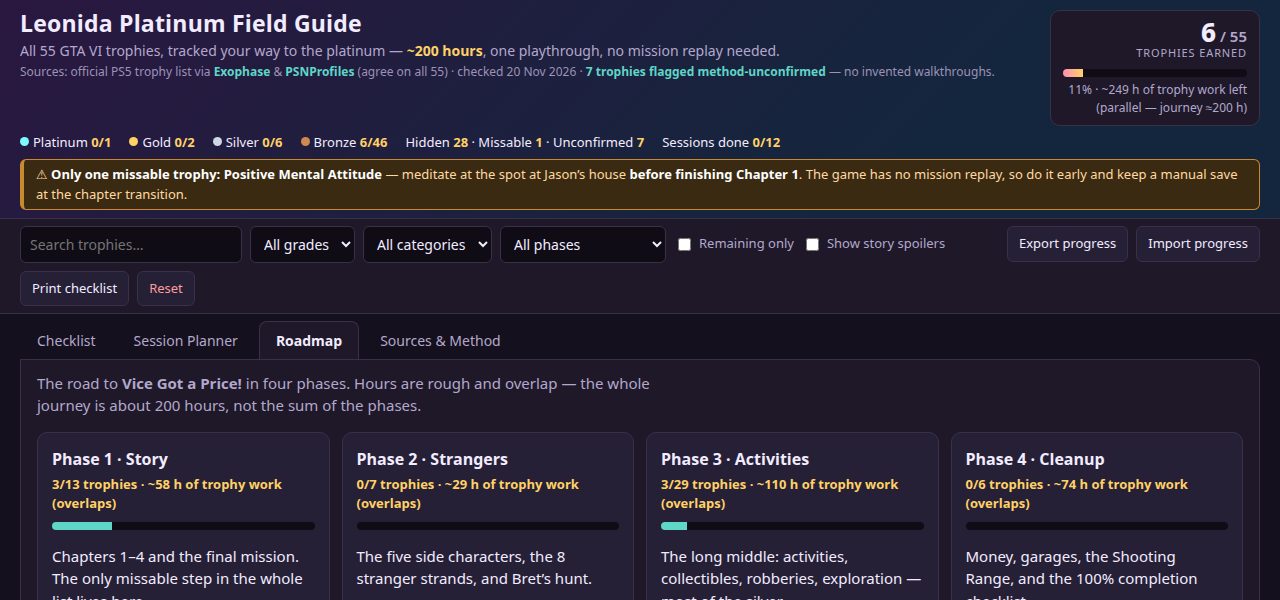 Leonida Platinum Field Guide
All 55 GTA VI trophies, tracked your way to the platinum — ~200 hours, one playthrough, no mission replay needed.
Sources: official PS5 trophy list via Exophase & PSNProfiles (agree on all 55) · checked 20 Nov 2026 · 7 trophies flagged method-unconfirmed — no invented walkthroughs.
6 / 55
TROPHIES EARNED
11% · ~249 h of trophy work left
(parallel — journey ≈200 h)
Platinum 0/1 Gold 0/2 Silver 0/6 Bronze 6/46 Hidden 28 · Missable 1 · Unconfirmed 7 Sessions done 0/12
⚠ Only one missable trophy: Positive Mental Attitude — meditate at the spot at Jason’s house before finishing Chapter 1. The game has no mission replay, so do it early and keep a manual save
at the chapter transition.
Search trophies… All grades All categories All phases Remaining only Show story spoilers Export progress Import progress
Print checklist Reset
Checklist Session Planner Roadmap Sources & Method
The road to Vice Got a Price! in four phases. Hours are rough and overlap — the whole
journey is about 200 hours, not the sum of the phases.
Phase 1 · Story
3/13 trophies · ~58 h of trophy work
(overlaps)
Chapters 1–4 and the final mission.
The only missable step in the whole
list lives here.
Phase 2 · Strangers
0/7 trophies · ~29 h of trophy work
(overlaps)
The five side characters, the 8
stranger strands, and Bret’s hunt.
Phase 3 · Activities
3/29 trophies · ~110 h of trophy work
(overlaps)
The long middle: activities,
collectibles, robberies, exploration —
most of the silver.
Phase 4 · Cleanup
0/6 trophies · ~74 h of trophy work
(overlaps)
Money, garages, the Shooting
Range, and the 100% completion
checklist.